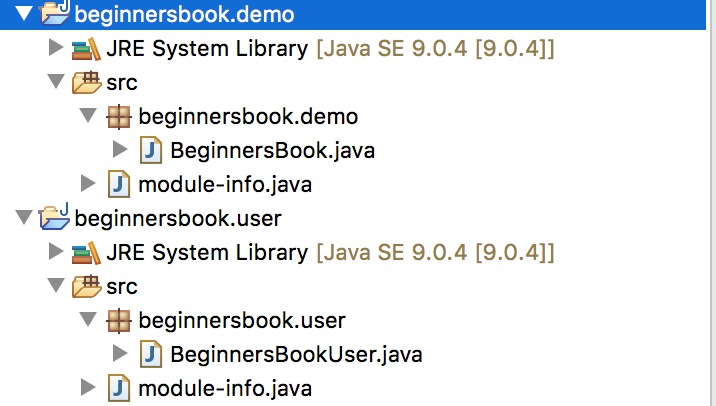 beginnersbook.demo
JRE System Library [Java SE 9.0.4 [9.0.4]]
src
beginnersbook.demo
BeginnersBook.java
module-info.java
beginnersbook.user
JRE System Library [Java SE 9.0.4 [9.0.4]]
src
beginnersbook.user
BeginnersBookUser.java
module-info.java